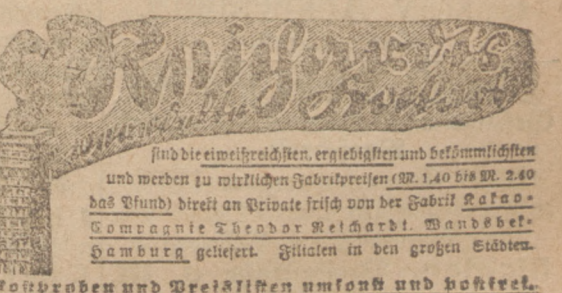 sind die eiweißreichsten, ergiebigsten und bekömmlichsten
und werden zu wirklichen Fabrikpreisen (M. 1.40 bis M. 2.40
das Pfund) direkt an Private frisch von der Fabrik Kakao-
Compagnie Theodor Reichardt, Wandsbek-
Hamburg geliefert. Filialen in den großen Städten.
Kostproben und Preislisten umsonst und postfrei.